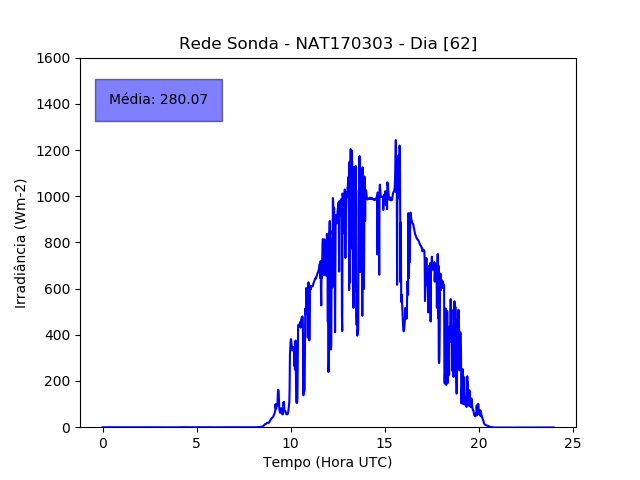 Rede Sonda - NAT170303 - Dia [62]
Média: 280.07
Irradiância (Wm-2)
1600
1400
1200
1000
800
600
400
200
0
0 5 10 15 20 25
Tempo (Hora UTC)